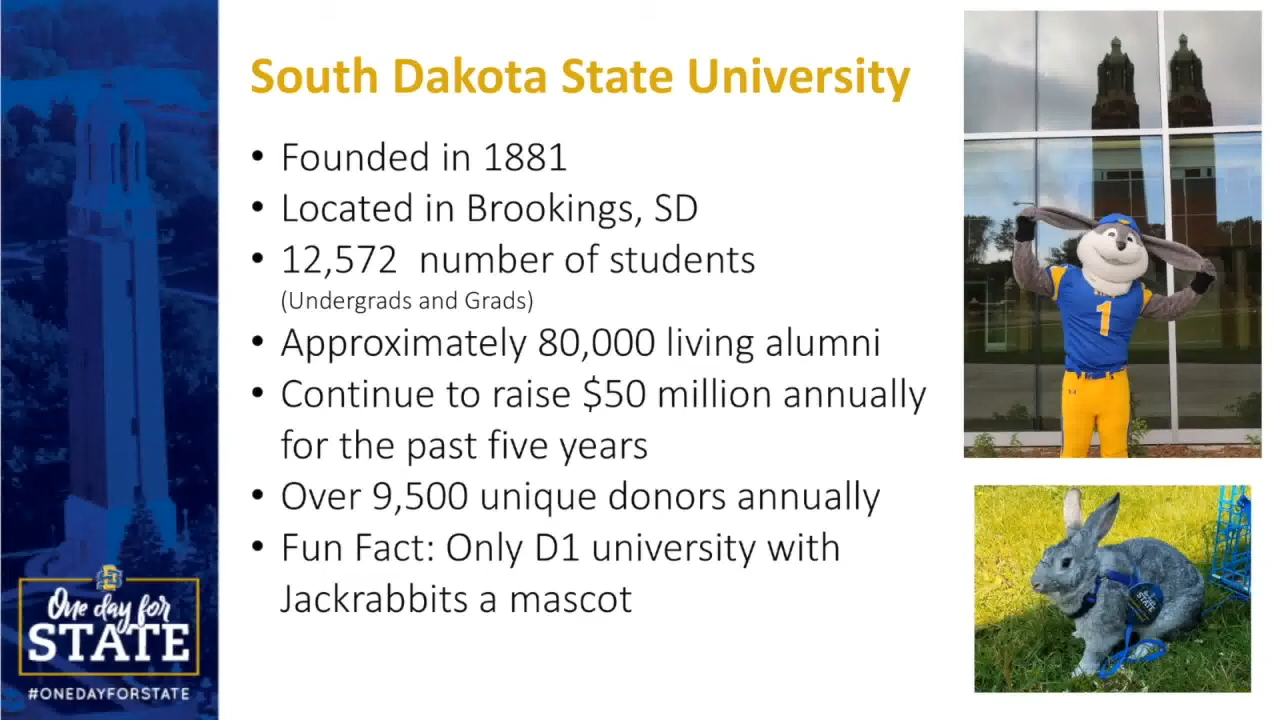 South Dakota State University
• Founded in 1881
• Located in Brookings, SD
• 12,572 number of students
(Undergrads and Grads)
• Approximately 80,000 living alumni
• Continue to raise $50 million annually
for the past five years
• Over 9,500 unique donors annually
• Fun Fact: Only D1 university with
Jackrabbits a mascot
One day for
STATE
#ONEDAYFORSTATE
1
STATE